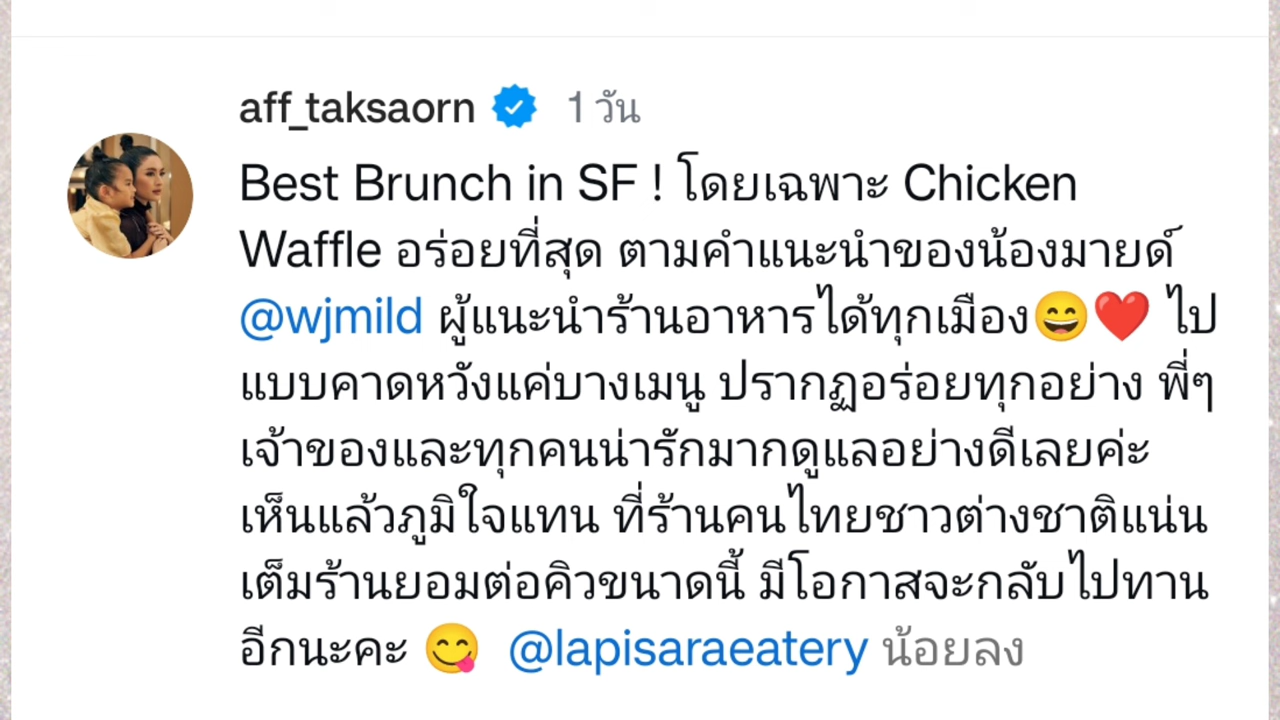 aff_taksaorn 1 วัน
Best Brunch in SF ! โดยเฉพาะ Chicken
Waffle อร่อยที่สุด ตามคำแนะนำของน้องมายด์
@wjmild ผู้แนะนำร้านอาหารได้ทุกเมือง😄❤️ ไป
แบบคาดหวังแค่บางเมนู ปรากฏอร่อยทุกอย่าง พี่ๆ
เจ้าของและทุกคนน่ารักมากดูแลอย่างดีเลยค่ะ
เห็นแล้วภูมิใจแทน ที่ร้านคนไทยชาวต่างชาติแน่น
เต็มร้านยอมต่อคิวขนาดนี้ มีโอกาสจะกลับไปทาน
อีกนะคะ 😋 @lapisaraeatery น้อยลง